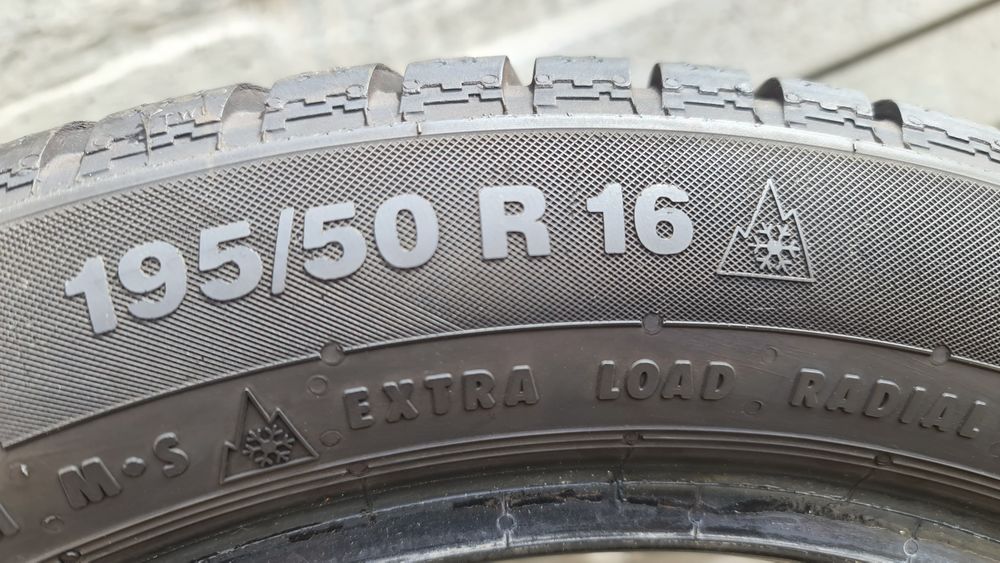 195/50 R 16
M•S EXTRA LOAD RADIAL